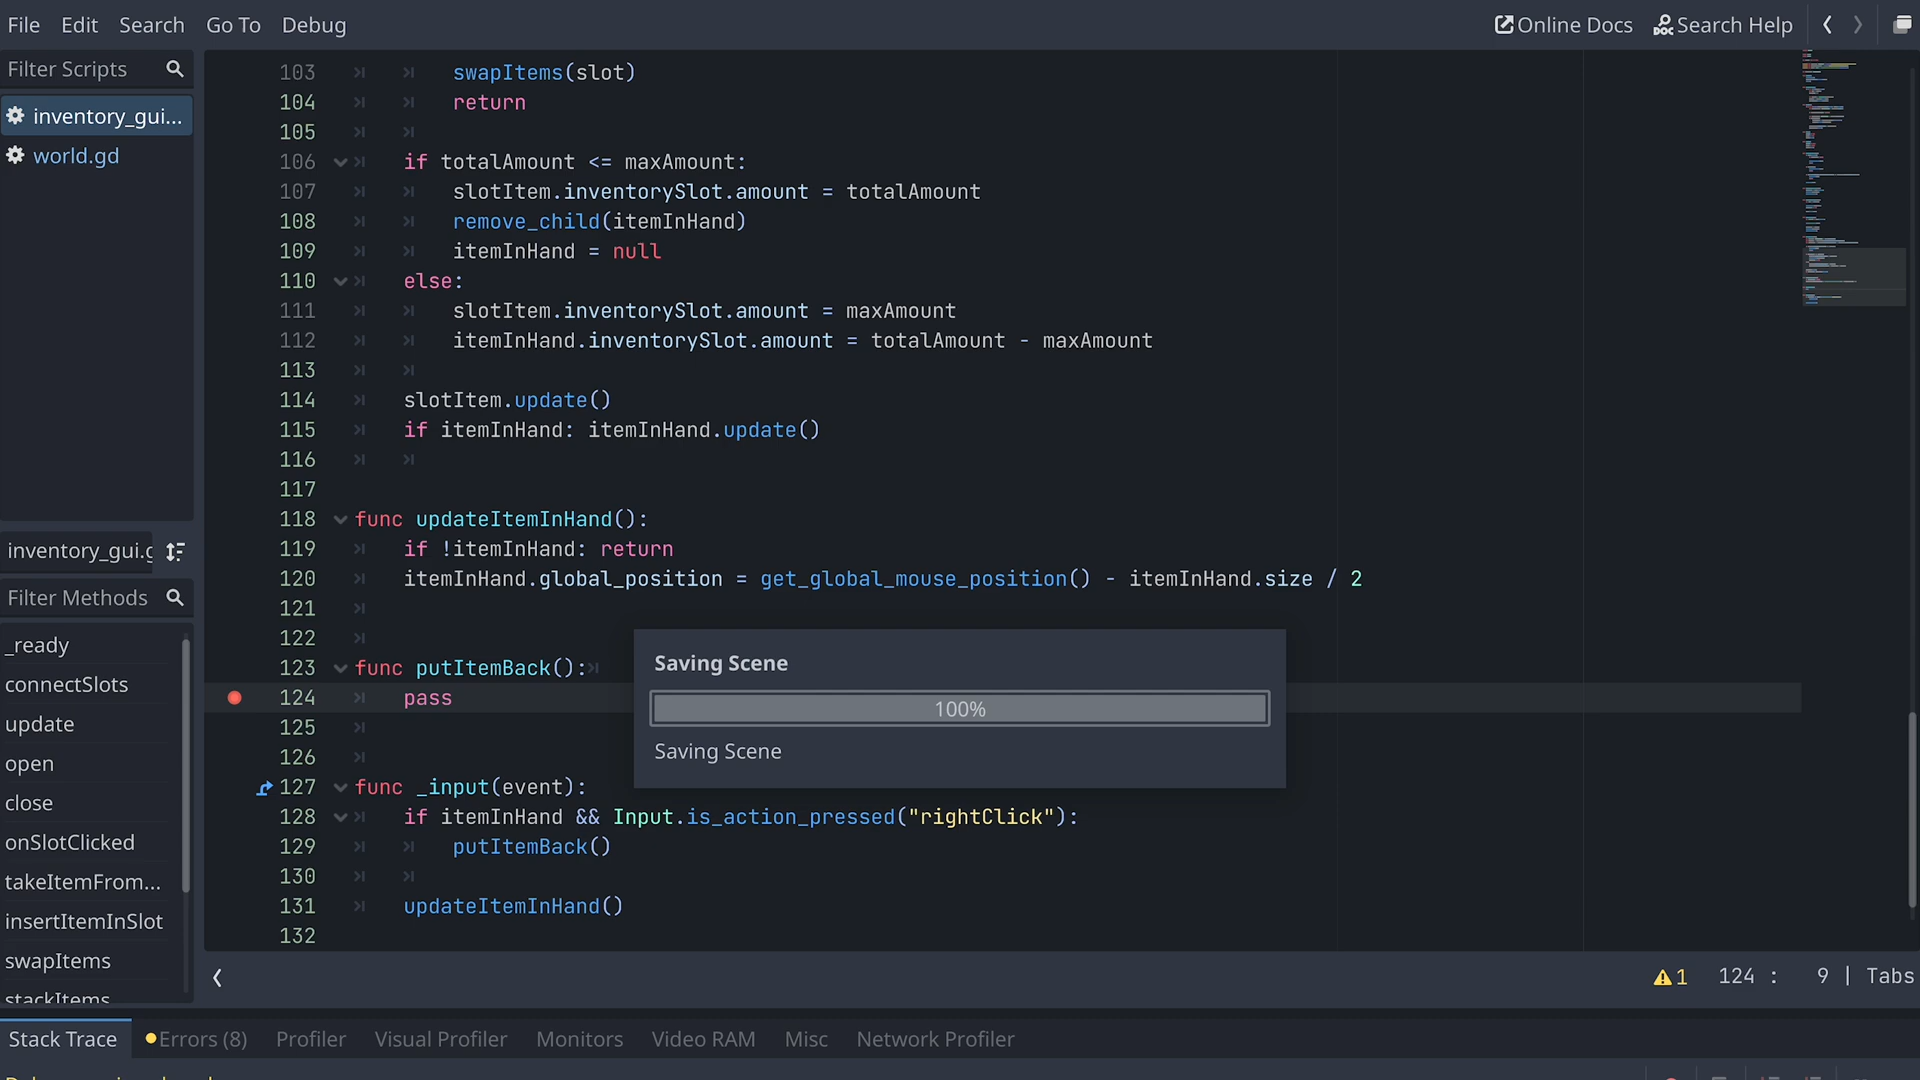 File Edit Search Go To Debug
Online Docs Search Help
Filter Scripts
inventory_gui...
world.gd
inventory_gui.g
Filter Methods
_ready
connectSlots
update
open
close
onSlotClicked
takeItemFrom...
insertItemInSlot
swapItems
stackItems
103 swapItems(slot)
104 return
105
106 if totalAmount <= maxAmount:
107 slotItem.inventorySlot.amount = totalAmount
108 remove_child(itemInHand)
109 itemInHand = null
110 else:
111 slotItem.inventorySlot.amount = maxAmount
112 itemInHand.inventorySlot.amount = totalAmount - maxAmount
113
114 slotItem.update()
115 if itemInHand: itemInHand.update()
116
117
118 func updateItemInHand():
119 if !itemInHand: return
120 itemInHand.global_position = get_global_mouse_position() - itemInHand.size / 2
121
122
123 func putItemBack():
124 pass
125
126
127 func _input(event):
128 if itemInHand && Input.is_action_pressed("rightClick"):
129 putItemBack()
130
131 updateItemInHand()
132
Saving Scene
100%
Saving Scene
1 124 : 9 | Tabs
Stack Trace Errors (8) Profiler Visual Profiler Monitors Video RAM Misc Network Profiler